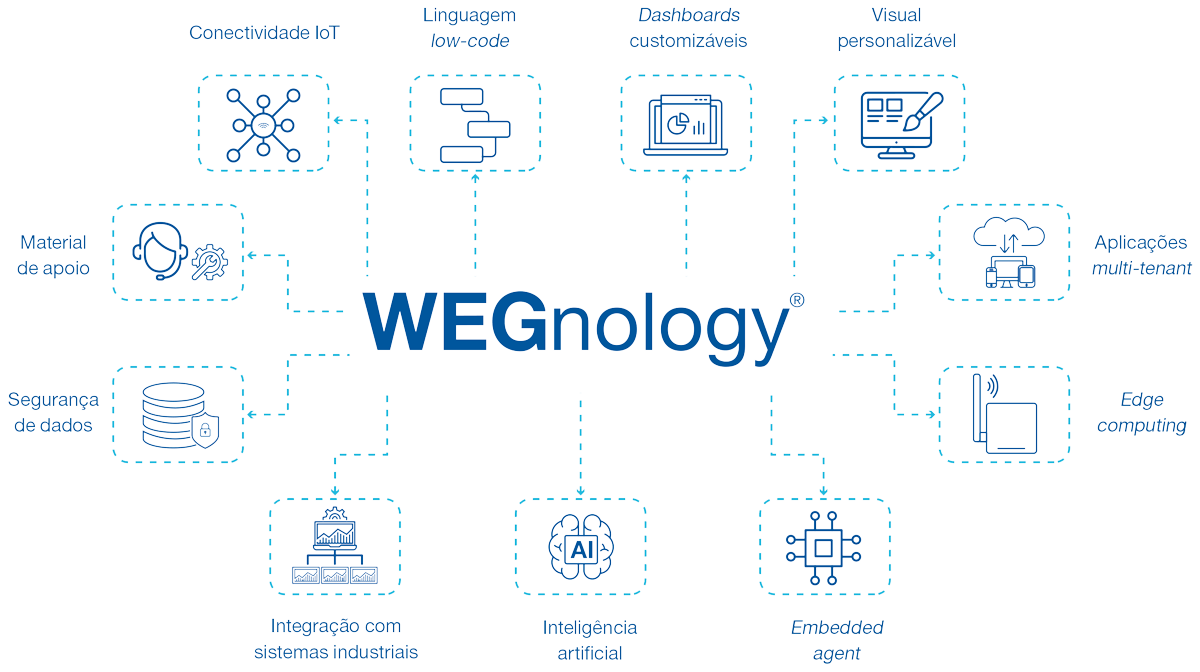 Conectividade IoT
Linguagem
low-code
Dashboards
customizáveis
Visual
personalizável
Material
de apoio
Aplicações
multi-tenant
WEGnology®
Segurança
de dados
Edge
computing
AI
Integração com
sistemas industriais
Inteligência
artificial
Embedded
agent